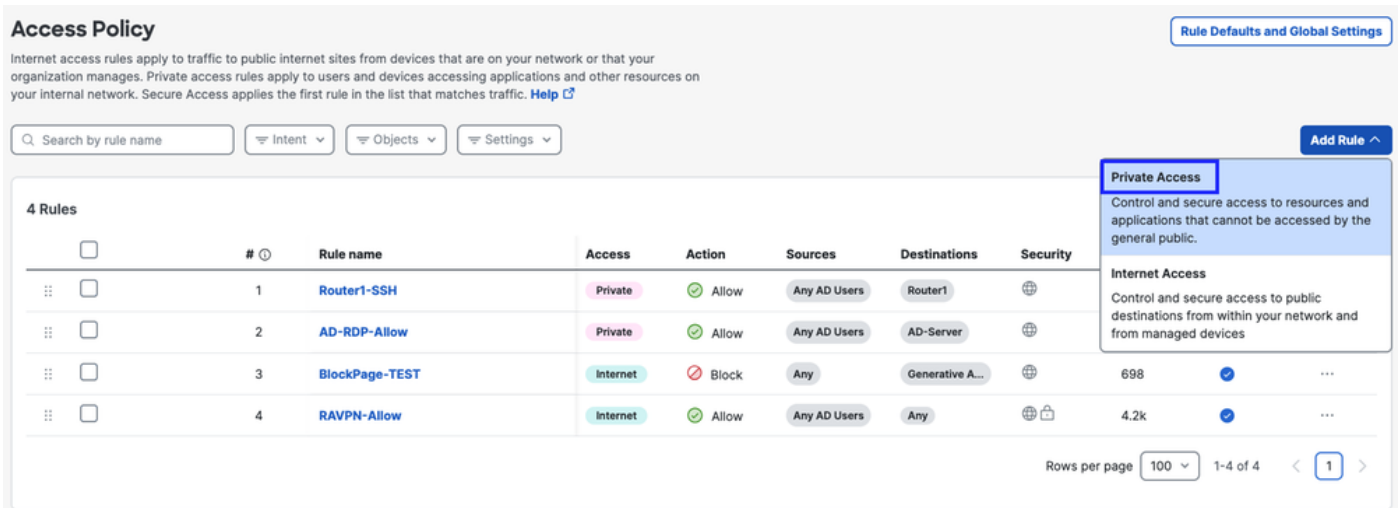 Access Policy
Rule Defaults and Global Settings
Internet access rules apply to traffic to public internet sites from devices that are on your network or that your
organization manages. Private access rules apply to users and devices accessing applications and other resources on
your internal network. Secure Access applies the first rule in the list that matches traffic. Help
Search by rule name Intent Objects Settings Add Rule
Private Access
Control and secure access to resources and
applications that cannot be accessed by the
general public.
Internet Access
Control and secure access to public
destinations from within your network and
from managed devices
4 Rules
# Rule name Access Action Sources Destinations Security
1 Router1-SSH Private Allow Any AD Users Router1
2 AD-RDP-Allow Private Allow Any AD Users AD-Server
3 BlockPage-TEST Internet Block Any Generative A... 698 ...
4 RAVPN-Allow Internet Allow Any AD Users Any 4.2k ...
Rows per page 100 1-4 of 4 < 1 >